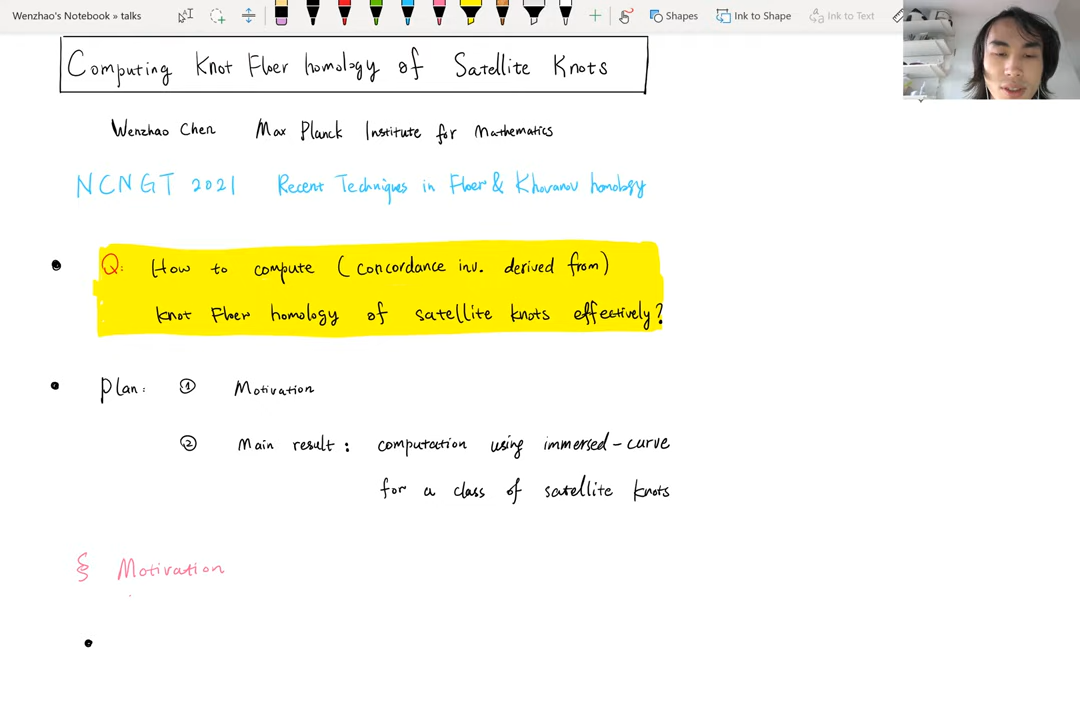 Wenzhao's Notebook » talks
Shapes
Ink to Shape
Ink to Text
Computing Knot Floer homology of Satellite Knots
Wenzhao Chen Max Planck Institute for Mathematics
NCNGT 2021 Recent Techniques in Floer & Khovanov homology
• Q: How to compute (concordance inv. derived from)
knot Floer homology of satellite knots effectively?
• Plan: ① Motivation
② Main result: computation using immersed-curve
for a class of satellite knots
§ Motivation
•